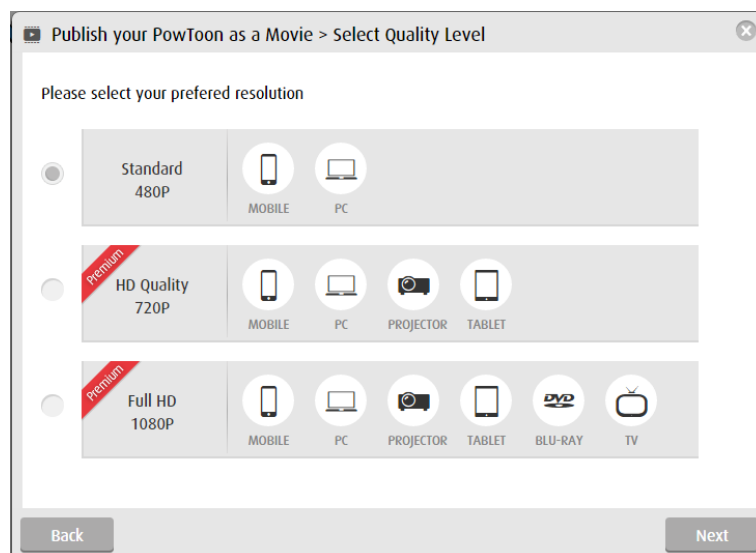 Publish your PowToon as a Movie > Select Quality Level
Please select your prefered resolution
Standard
480P
MOBILE PC
Premium
HD Quality
720P
MOBILE PC PROJECTOR TABLET
Premium
Full HD
1080P
DVD
MOBILE PC PROJECTOR TABLET BLU-RAY TV
Back Next